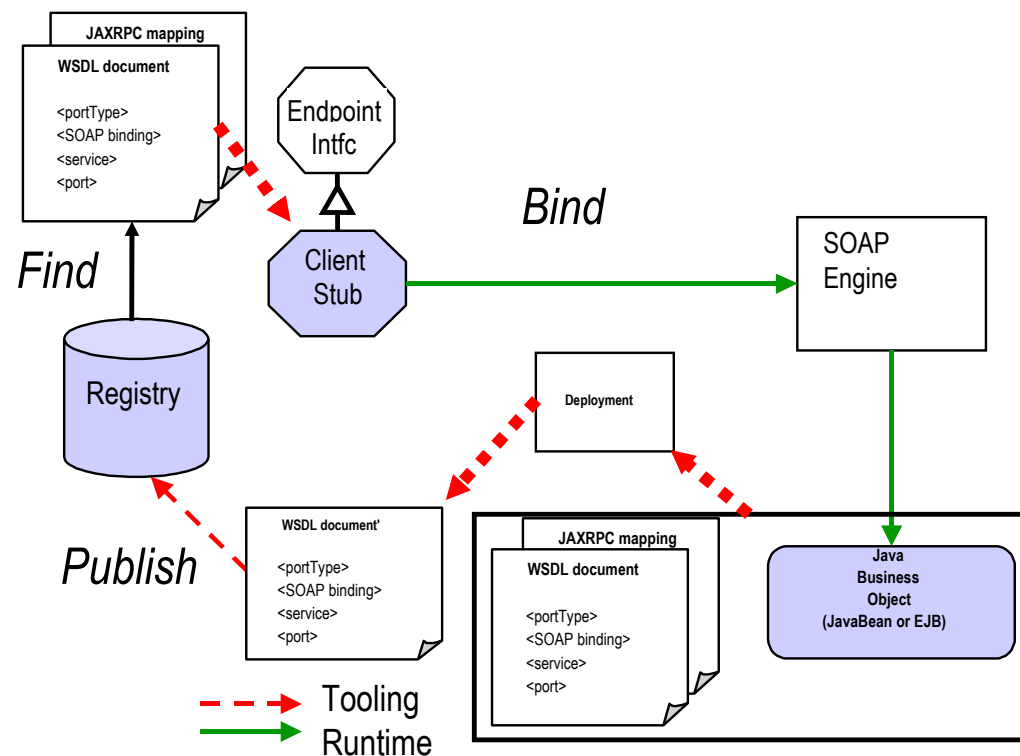 JAXRPC mapping
WSDL document
<portType>
<SOAP binding>
<service>
<port>
Endpoint
Intfc
Bind
Find
Client
Stub
SOAP
Engine
Registry
Deployment
Publish
WSDL document'
<portType>
<SOAP binding>
<service>
<port>
JAXRPC mapping
WSDL document
<portType>
<SOAP binding>
<service>
<port>
Java
Business
Object
(JavaBean or EJB)
Tooling
Runtime